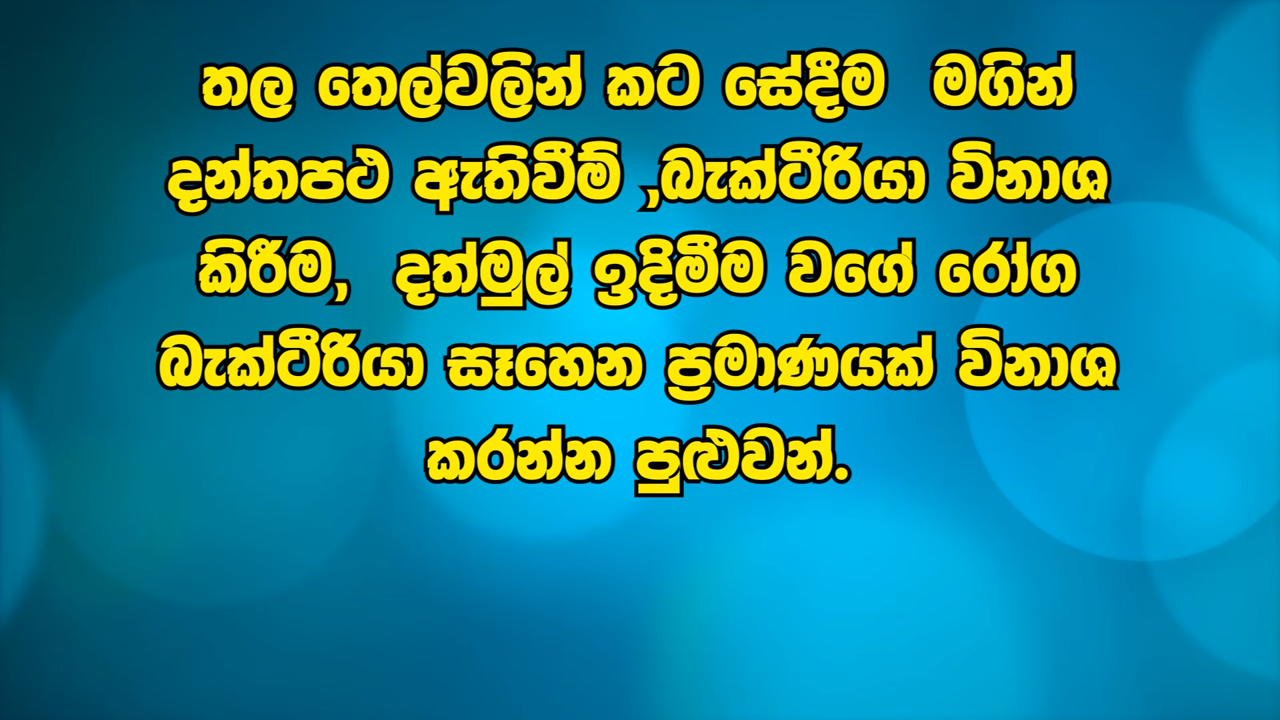 තල තෙල්වලින් කට සේදීම මගින්
දන්තපථ ඇතිවීම් ,බැක්ටීරියා විනාශ
කිරීම, දත්මුල් ඉදිමීම වගේ රෝග
බැක්ටීරියා සෑහෙන ප්‍රමාණයක් විනාශ
කරන්න පුළුවන්.